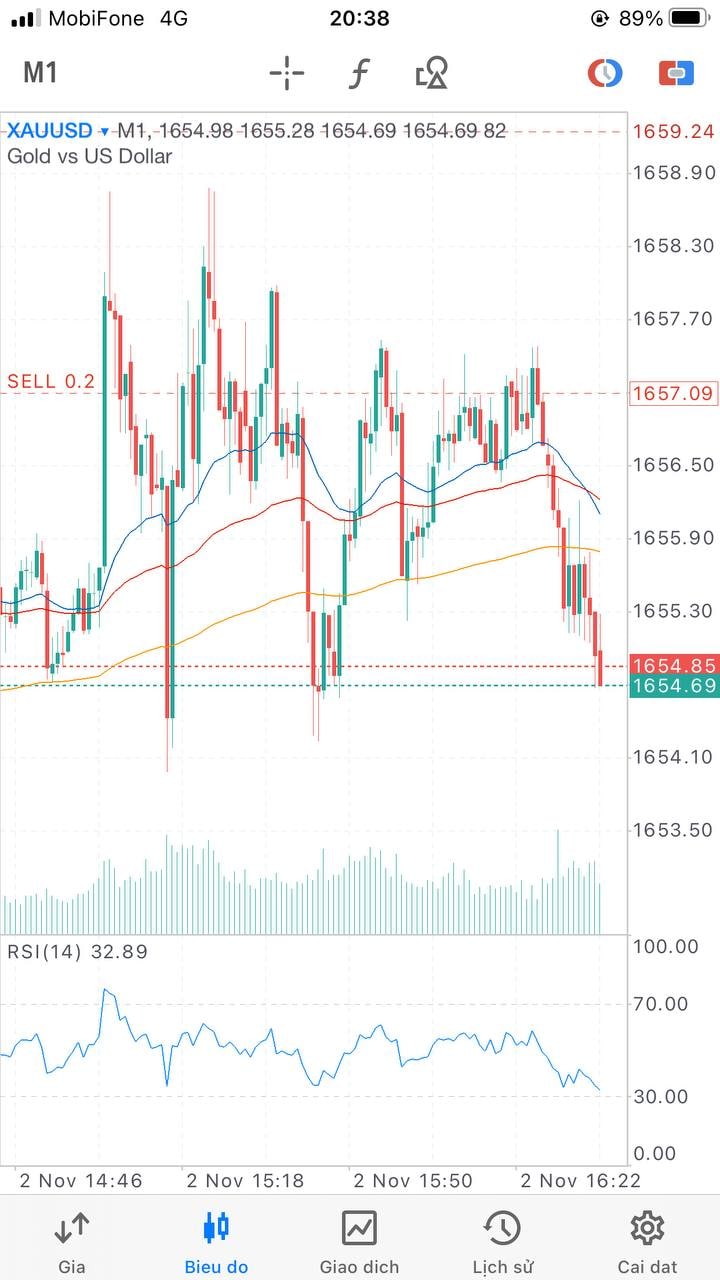 MobiFone 4G 20:38 89%
M1
XAUUSD M1, 1654.98 1655.28 1654.69 1654.69 82
1659.24
Gold vs US Dollar
1658.90
1658.30
1657.70
SELL 0.2
1657.09
1656.50
1655.90
1655.30
1654.85
1654.69
1654.10
1653.50
RSI(14) 32.89
100.00
70.00
30.00
0.00
2 Nov 14:46 2 Nov 15:18 2 Nov 15:50 2 Nov 16:22
Gia Bieu do Giao dich Lịch sử Cai dat